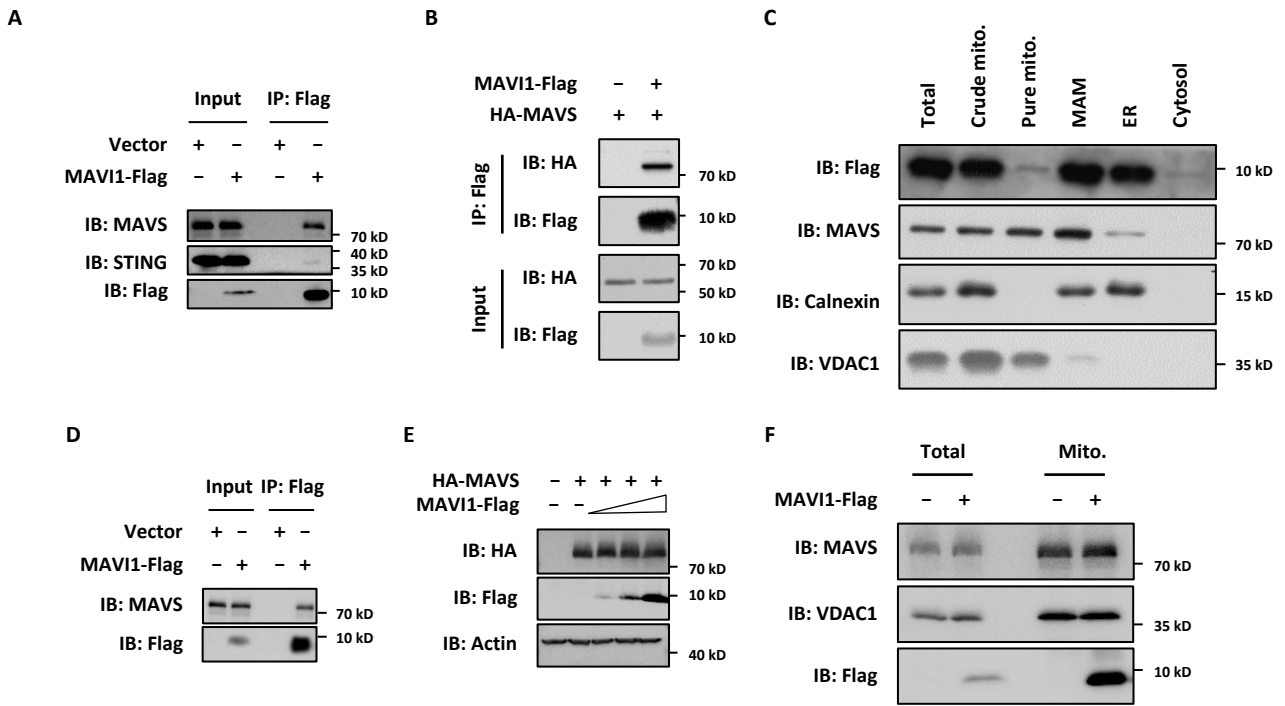 A
Input IP: Flag
Vector + – + –
MAVI1-Flag – + – +
IB: MAVS
70 kD
IB: STING
40 kD
35 kD
IB: Flag
10 kD
B
MAVI1-Flag – +
HA-MAVS + +
IP: Flag
IB: HA
70 kD
IB: Flag
10 kD
Input
IB: HA
70 kD
50 kD
IB: Flag
10 kD
C
Total
Crude mito.
Pure mito.
MAM
ER
Cytosol
IB: Flag
10 kD
IB: MAVS
70 kD
IB: Calnexin
15 kD
IB: VDAC1
35 kD
D
Input IP: Flag
Vector + – + –
MAVI1-Flag – + – +
IB: MAVS
70 kD
IB: Flag
10 kD
E
HA-MAVS – + + + +
MAVI1-Flag – –
IB: HA
70 kD
IB: Flag
10 kD
IB: Actin
40 kD
F
Total Mito.
MAVI1-Flag – + – +
IB: MAVS
70 kD
IB: VDAC1
35 kD
IB: Flag
10 kD